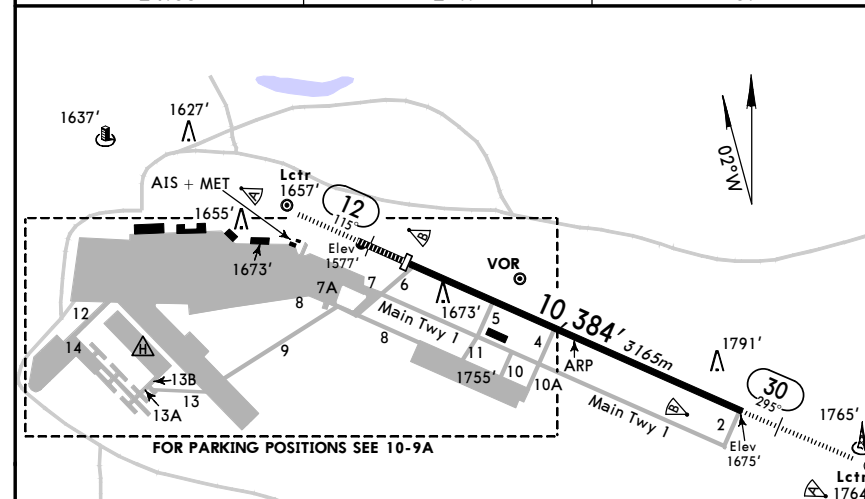 1637'
1627'
02°W
AIS + MET
A
Lctr
1657'
12
115°
1655'
B
Elev
1577'
1673'
VOR
7A
7
6
8
1673'
10,384' 3165m
Main Twy 1
5
4
1791'
12
14
H
9
8
11
10
ARP
1755'
10A
30
295°
13B
13
13A
Main Twy 1
B
2
1765'
Elev
1675'
Lctr
A
FOR PARKING POSITIONS SEE 10-9A